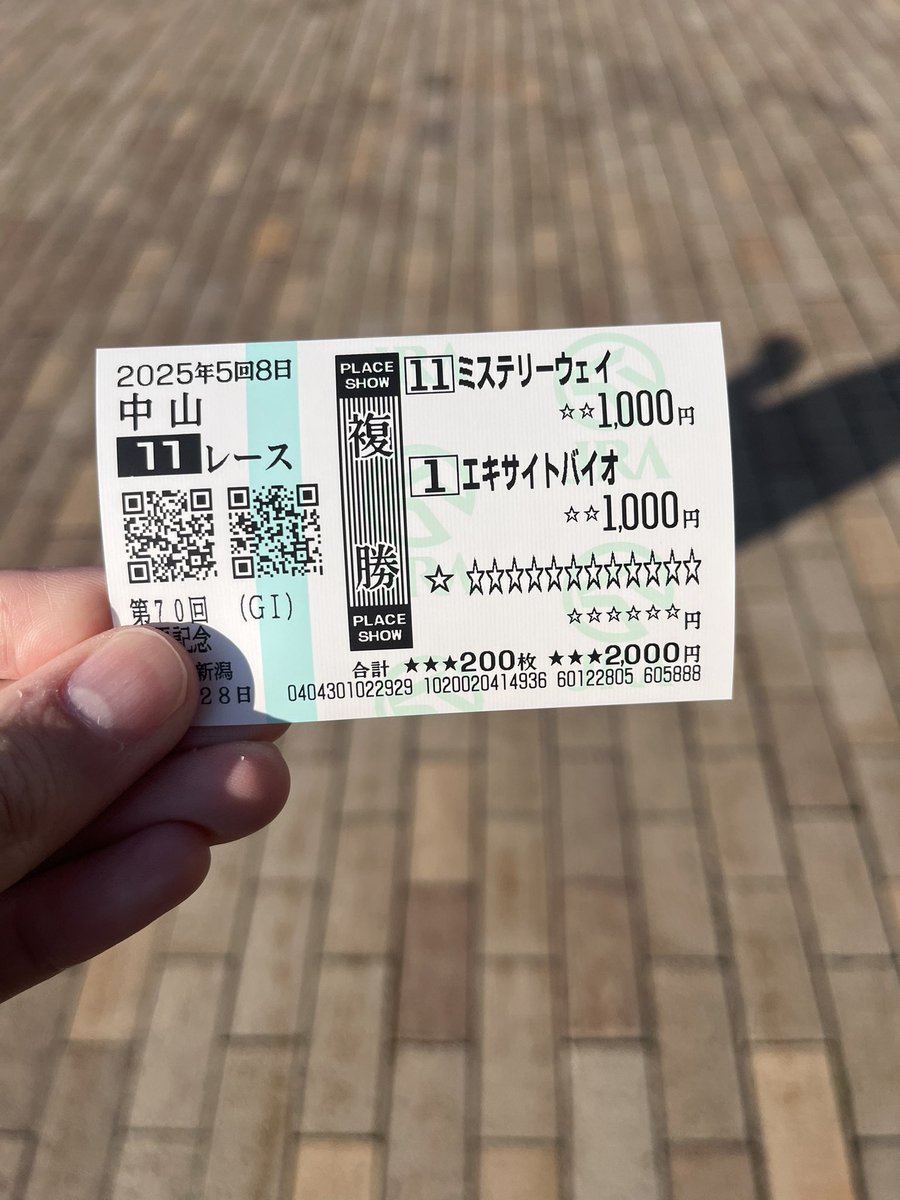 2025年5回8日
中山
11レース
第70回 (GI)
記念
新潟
28日
PLACE
SHOW
複
勝
PLACE
SHOW
11 ミステリーウェイ
☆☆1,000円
1 エキサイトバイオ
☆☆1,000円
☆ ☆☆☆☆☆☆☆☆☆☆☆☆
☆☆☆☆☆☆円
合計 ★★★200枚 ★★★2,000円
0404301022929 1020020414936 60122805 605888
JRA